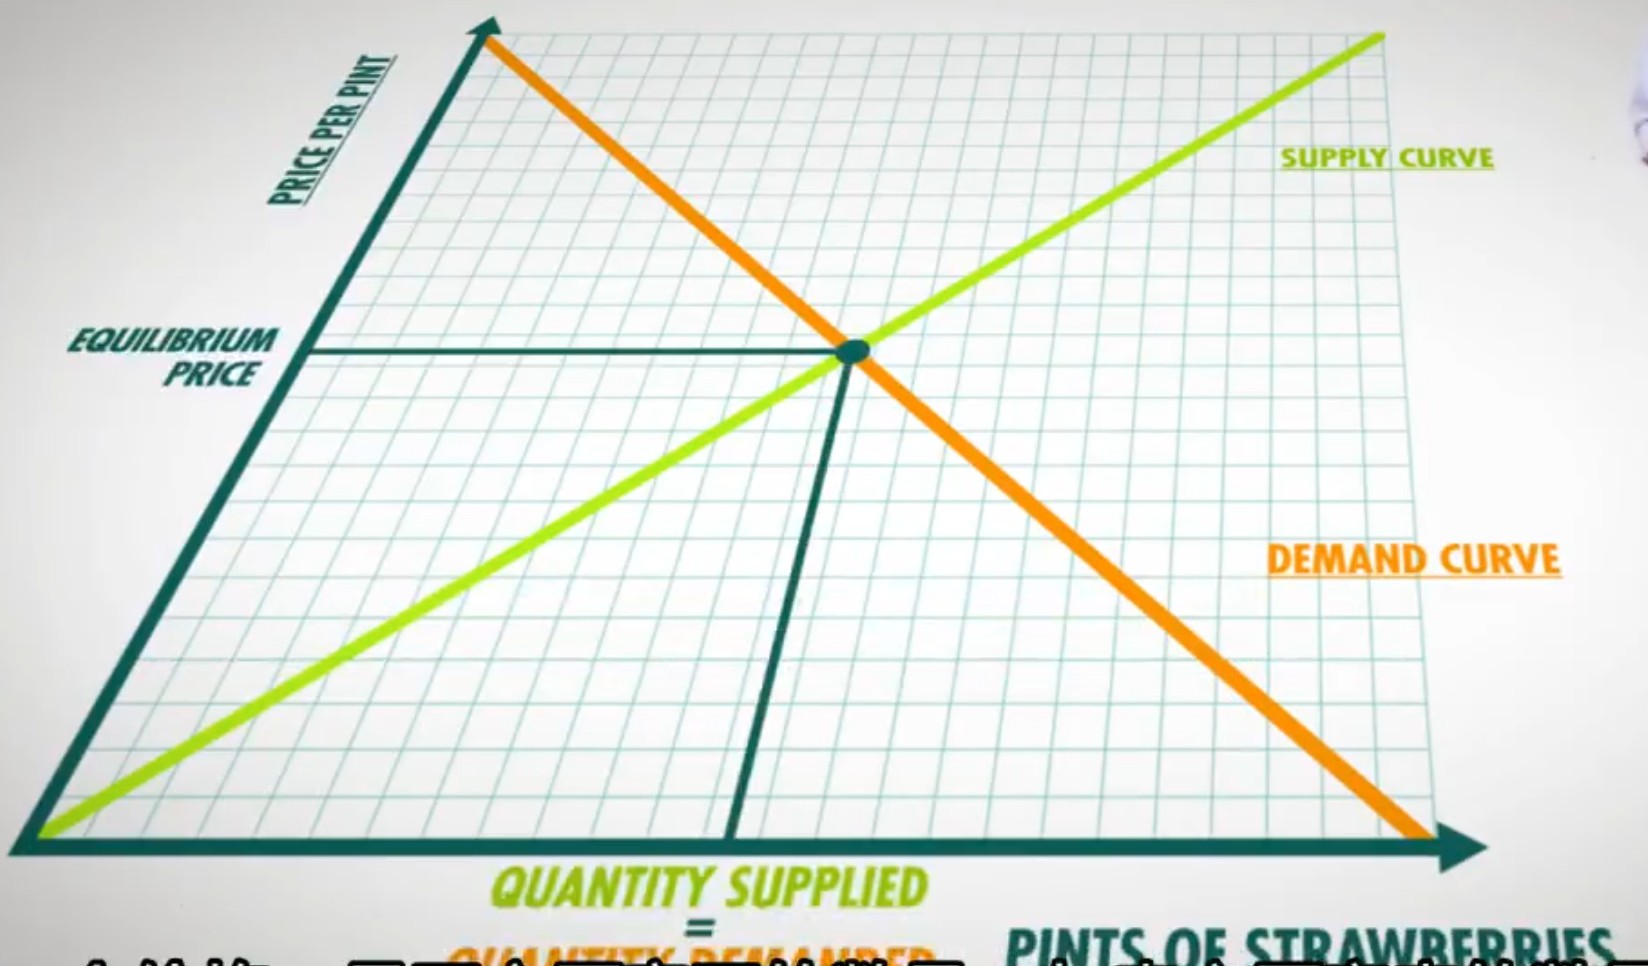 PRICE PER PINT
SUPPLY CURVE
EQUILIBRIUM
PRICE
DEMAND CURVE
QUANTITY SUPPLIED
=
QUANTITY DEMANDED
PINTS OF STRAWBERRIES